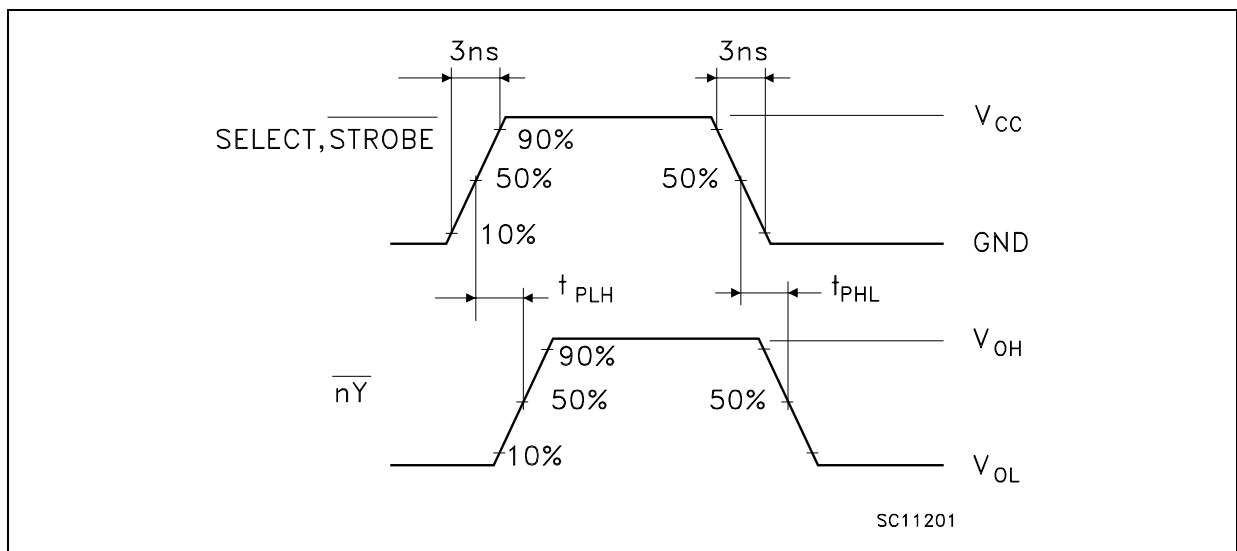 3ns 3ns
SELECT,STROBE
90%
50%
10%
50%
V_CC
GND
t_PLH
t_PHL
nY
90%
50%
10%
50%
V_OH
V_OL
SC11201